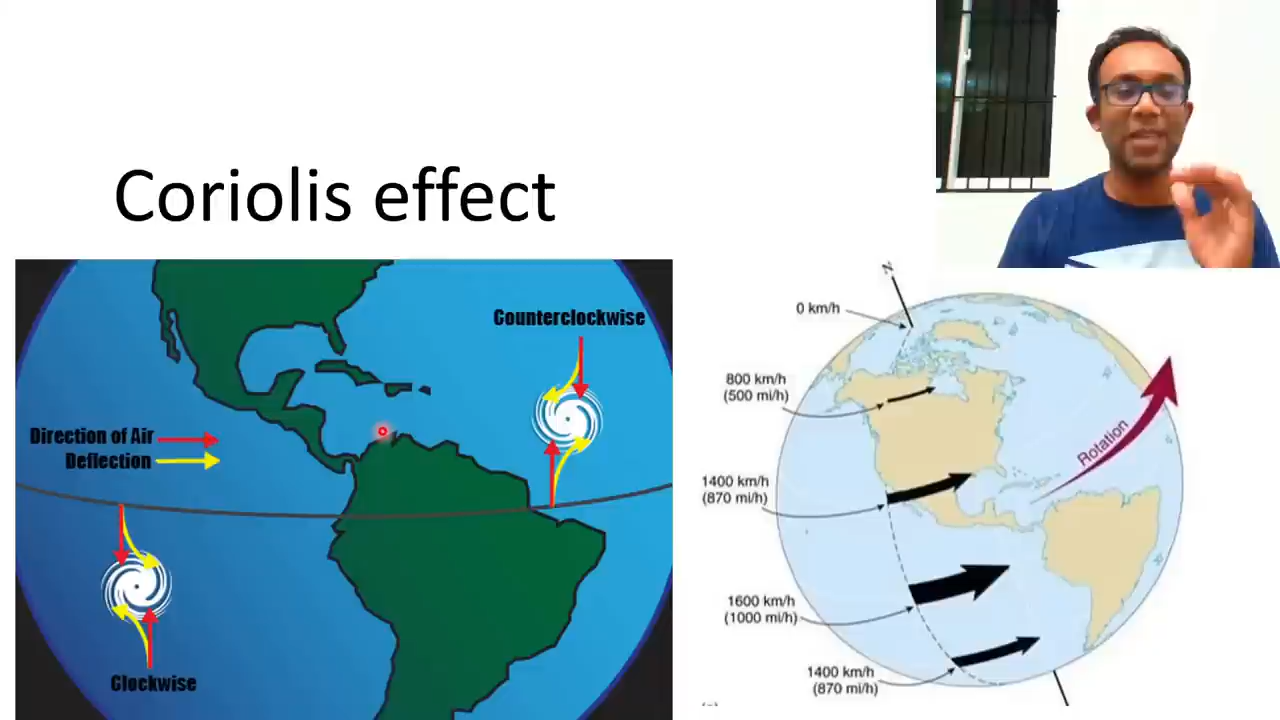 Coriolis effect
Counterclockwise
Direction of Air
Deflection
Clockwise
N
0 km/h
800 km/h
(500 mi/h)
1400 km/h
(870 mi/h)
Rotation
1600 km/h
(1000 mi/h)
1400 km/h
(870 mi/h)